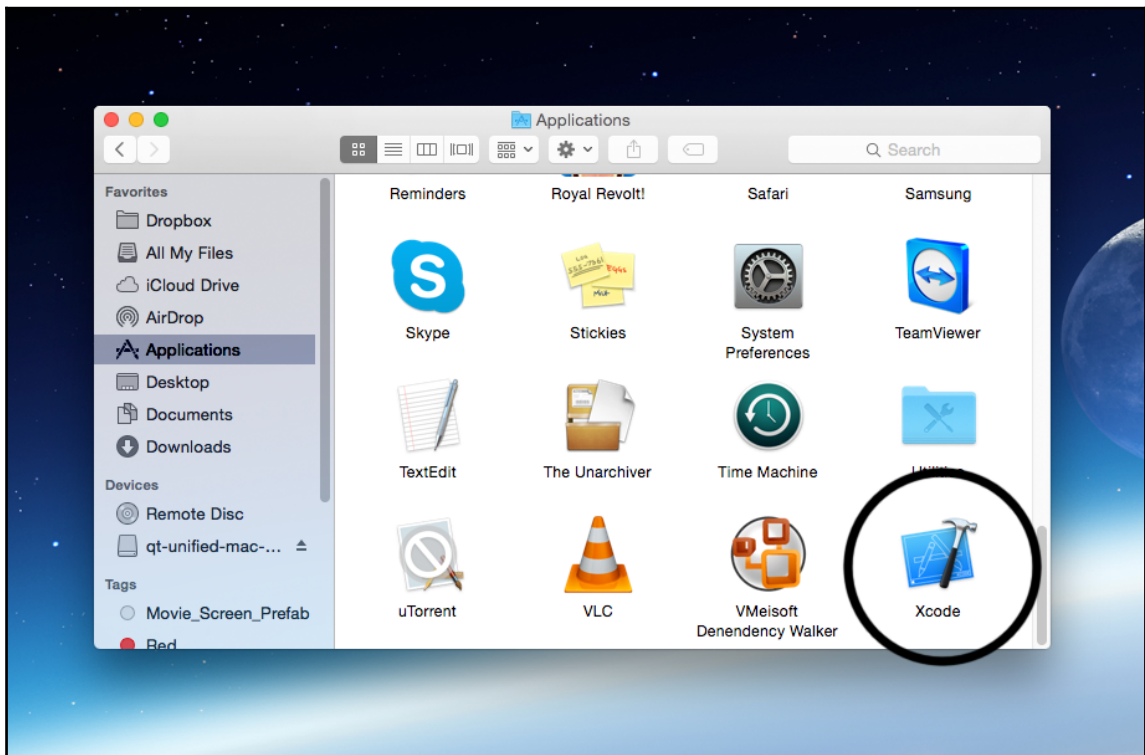 Applications
Search
Favorites
Dropbox
All My Files
iCloud Drive
AirDrop
Applications
Desktop
Documents
Downloads
Devices
Remote Disc
qt-unified-mac-...
Tags
Movie_Screen_Prefab
Red
Reminders
Royal Revolt!
Safari
Samsung
Skype
Stickies
System
Preferences
TeamViewer
TextEdit
The Unarchiver
Time Machine
Utilities
uTorrent
VLC
VMeisoft
Denendency Walker
Xcode